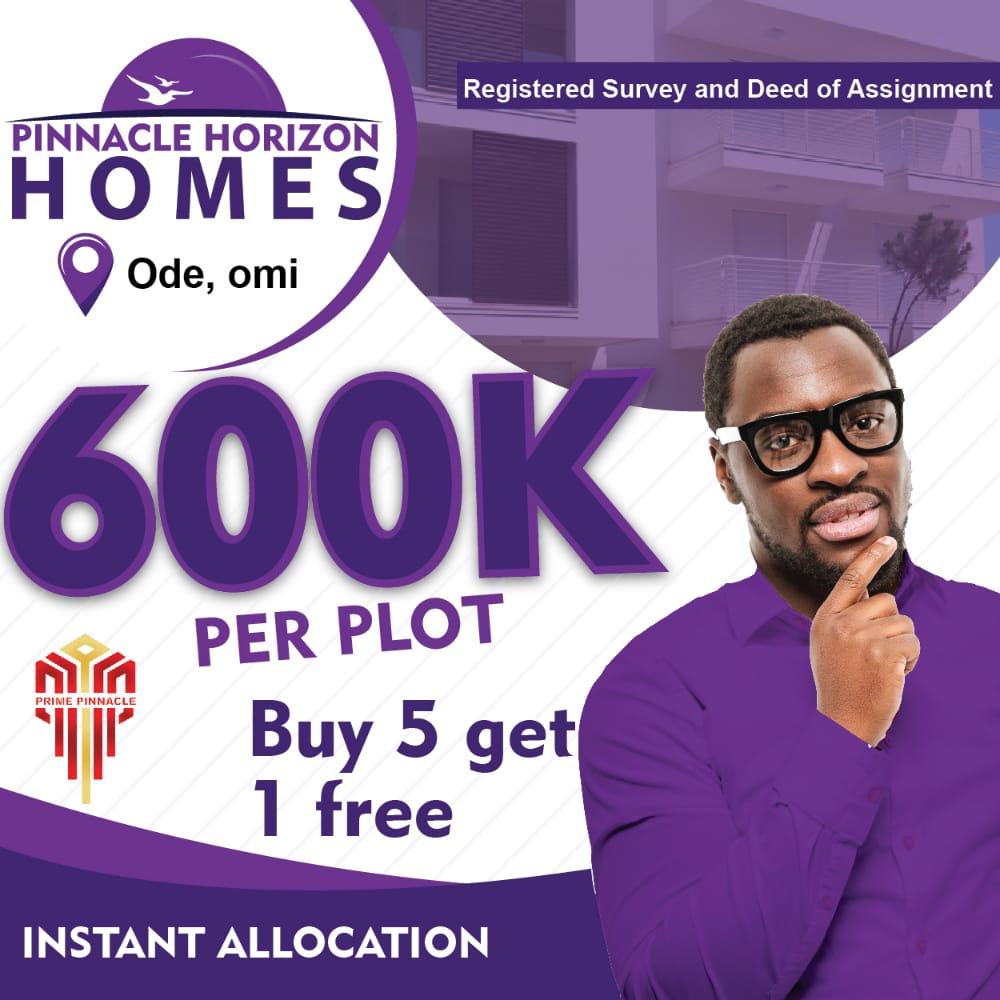 Registered Survey and Deed of Assignment
PINNACLE HORIZON
HOMES
Ode, omi
600K
PER PLOT
PRIME PINNACLE
Buy 5 get
1 free
INSTANT ALLOCATION